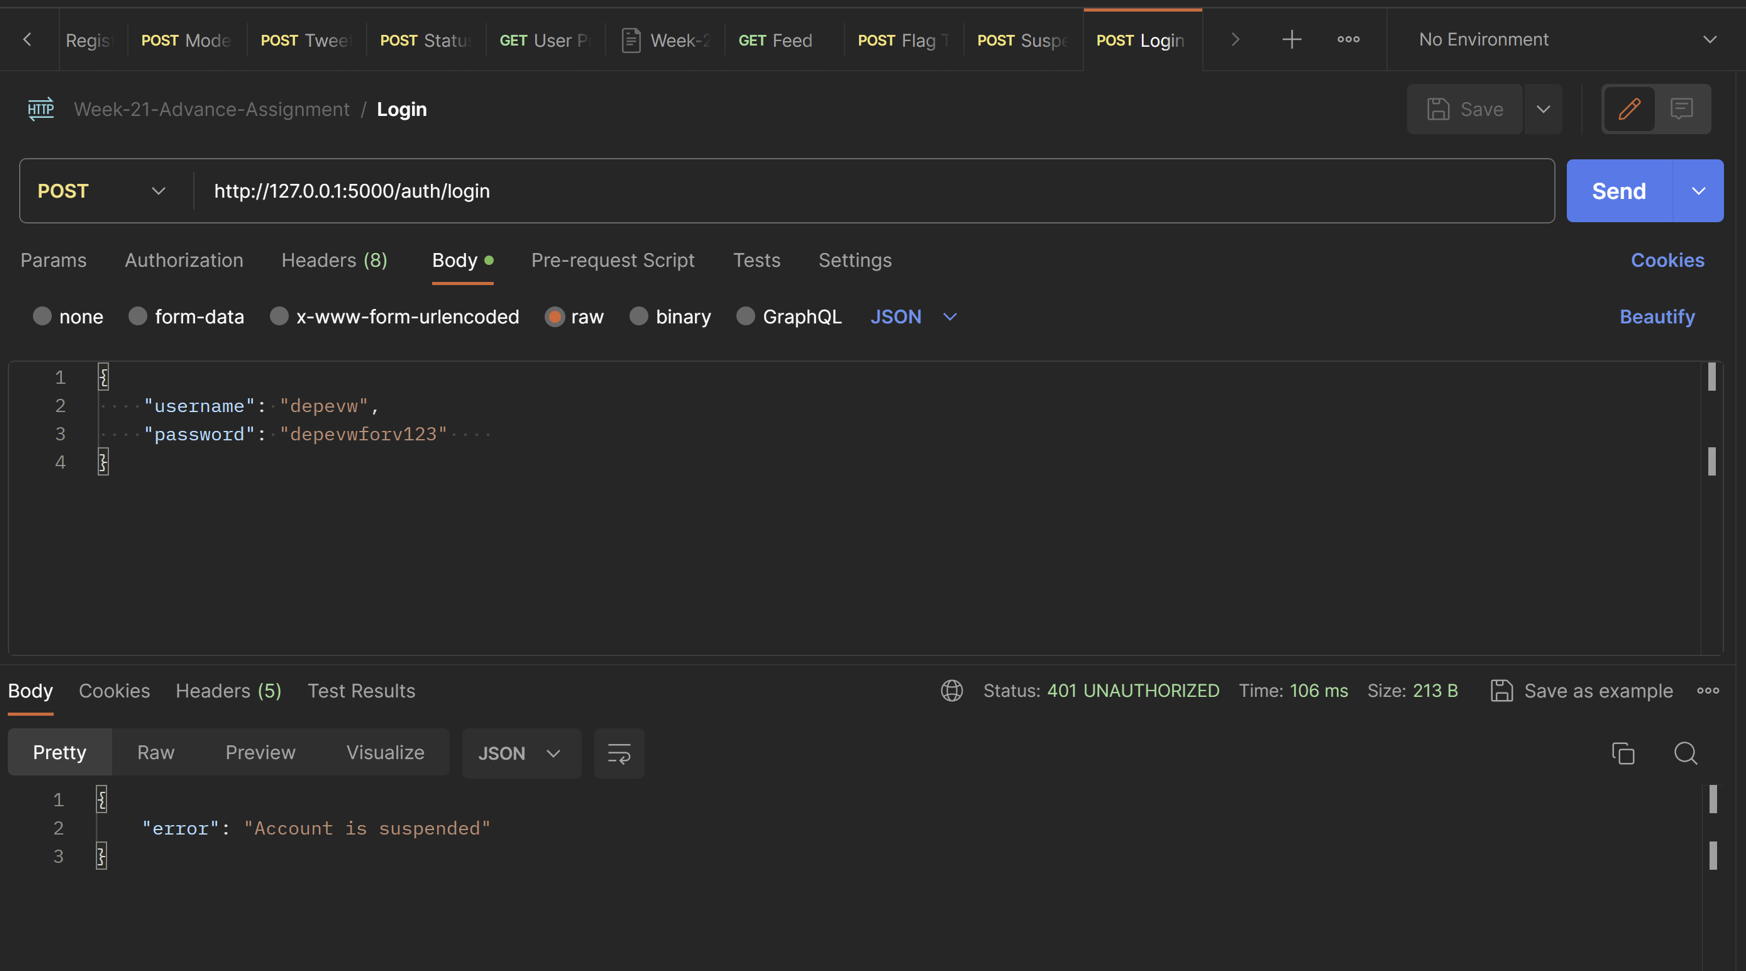 Regis POST Mode POST Twee POST Statu GET User P Week-2 GET Feed POST Flag T POST Suspe POST Login No Environment
HTTP Week-21-Advance-Assignment / Login Save
POST http://127.0.0.1:5000/auth/login Send
Params Authorization Headers (8) Body Pre-request Script Tests Settings Cookies
none form-data x-www-form-urlencoded raw binary GraphQL JSON Beautify
1 {
2 "username": "depevw",
3 "password": "depevwforv123"
4 }
Body Cookies Headers (5) Test Results Status: 401 UNAUTHORIZED Time: 106 ms Size: 213 B Save as example
Pretty Raw Preview Visualize JSON
1 {
2 "error": "Account is suspended"
3 }